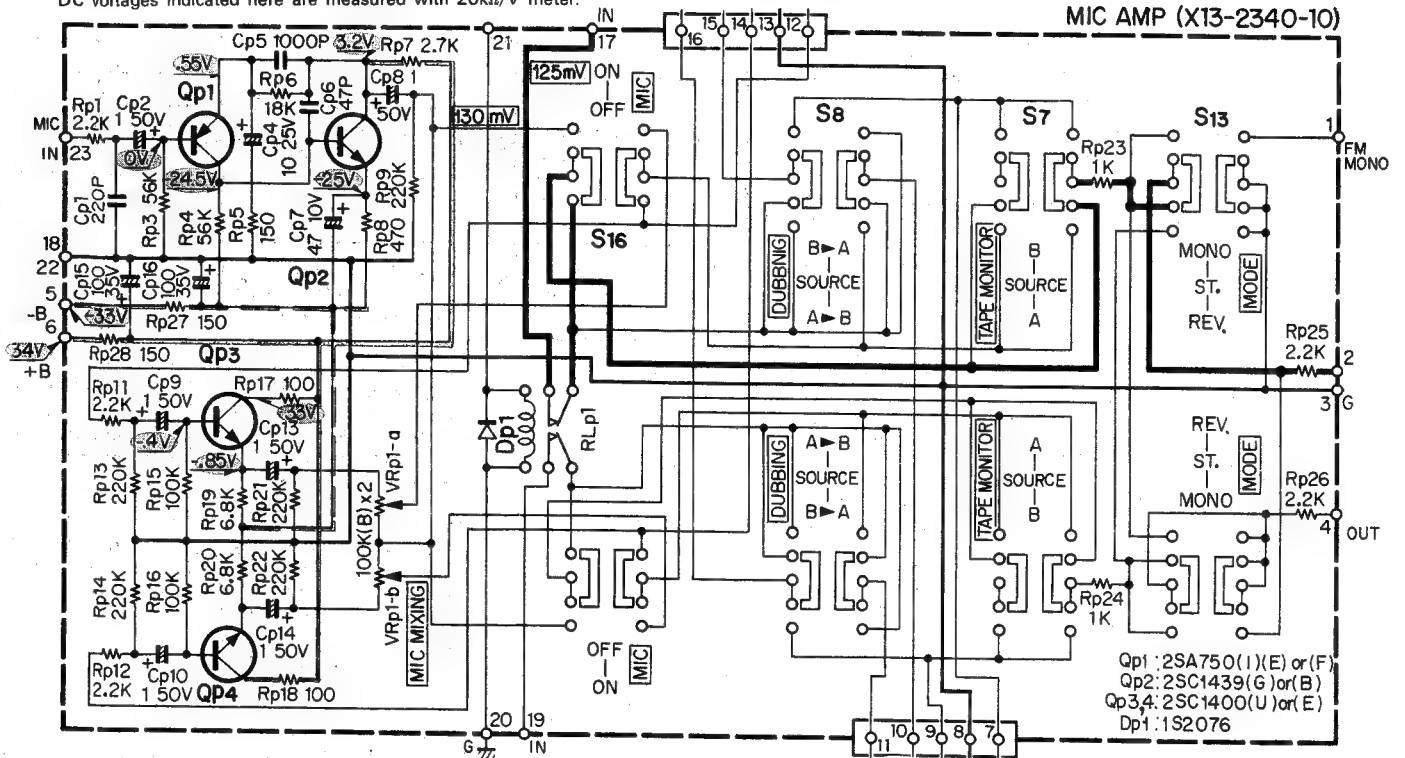 DC voltages indicated here are measured with 20kΩ/V meter.
MIC AMP (X13-2340-10)
IN
17
21
16
15
14
13
12
Cp5 1000P
3.2V
Rp7 2.7K
.55V
Qp1
Rp6
18K
Cp6
47P
Cp8 1
50V
125mV
ON
OFF
MIC
130mV
S8
S7
S13
Rp1
2.2K
Cp2
1 50V
MIC
IN
23
0V
Cp4
10 25V
-24.5V
-25V
Rp9
220K
Cp1
220P
Rp3 56K
Rp4
56K
Rp5
150
Cp7
47 10V
Rp8
470
Qp2
S16
Rp23
1K
1
FM
MONO
18
22
Cp15
100
35V
Cp16
100
35V
5
-B
-33V
Rp27 150
6
34V
+B
Rp28 150
Qp3
DUBBNIG
B►A
SOURCE
A►B
TAPE MONITOR
B
SOURCE
A
MONO
ST.
REV.
MODE
Rp25
2.2K
2
3
G
Rp11
2.2K
Cp9
1 50V
Rp17 100
33V
-.4V
Cp13
1 50V
-.85V
Rp13
220K
Rp15
100K
Rp19
6.8K
Rp21
220K
VRp1-a
100K(B)x2
Dp1
RLp1
DUBBING
A►B
SOURCE
B►A
TAPE MONITOR
A
SOURCE
B
REV.
ST.
MONO
MODE
Rp26
2.2K
4
OUT
Rp14
220K
Rp16
100K
Rp20
6.8K
Rp22
220K
VRp1-b
MIC MIXING
Cp14
1 50V
Rp12
2.2K
Cp10
1 50V
Qp4
Rp18 100
OFF
ON
MIC
Rp24
1K
Qp1:2SA750(1)(E)or(F)
Qp2:2SC1439(G)or(B)
Qp3,4:2SC1400(U)or(E)
Dp1:1S2076
20
19
G
IN
11
10
9
8
7